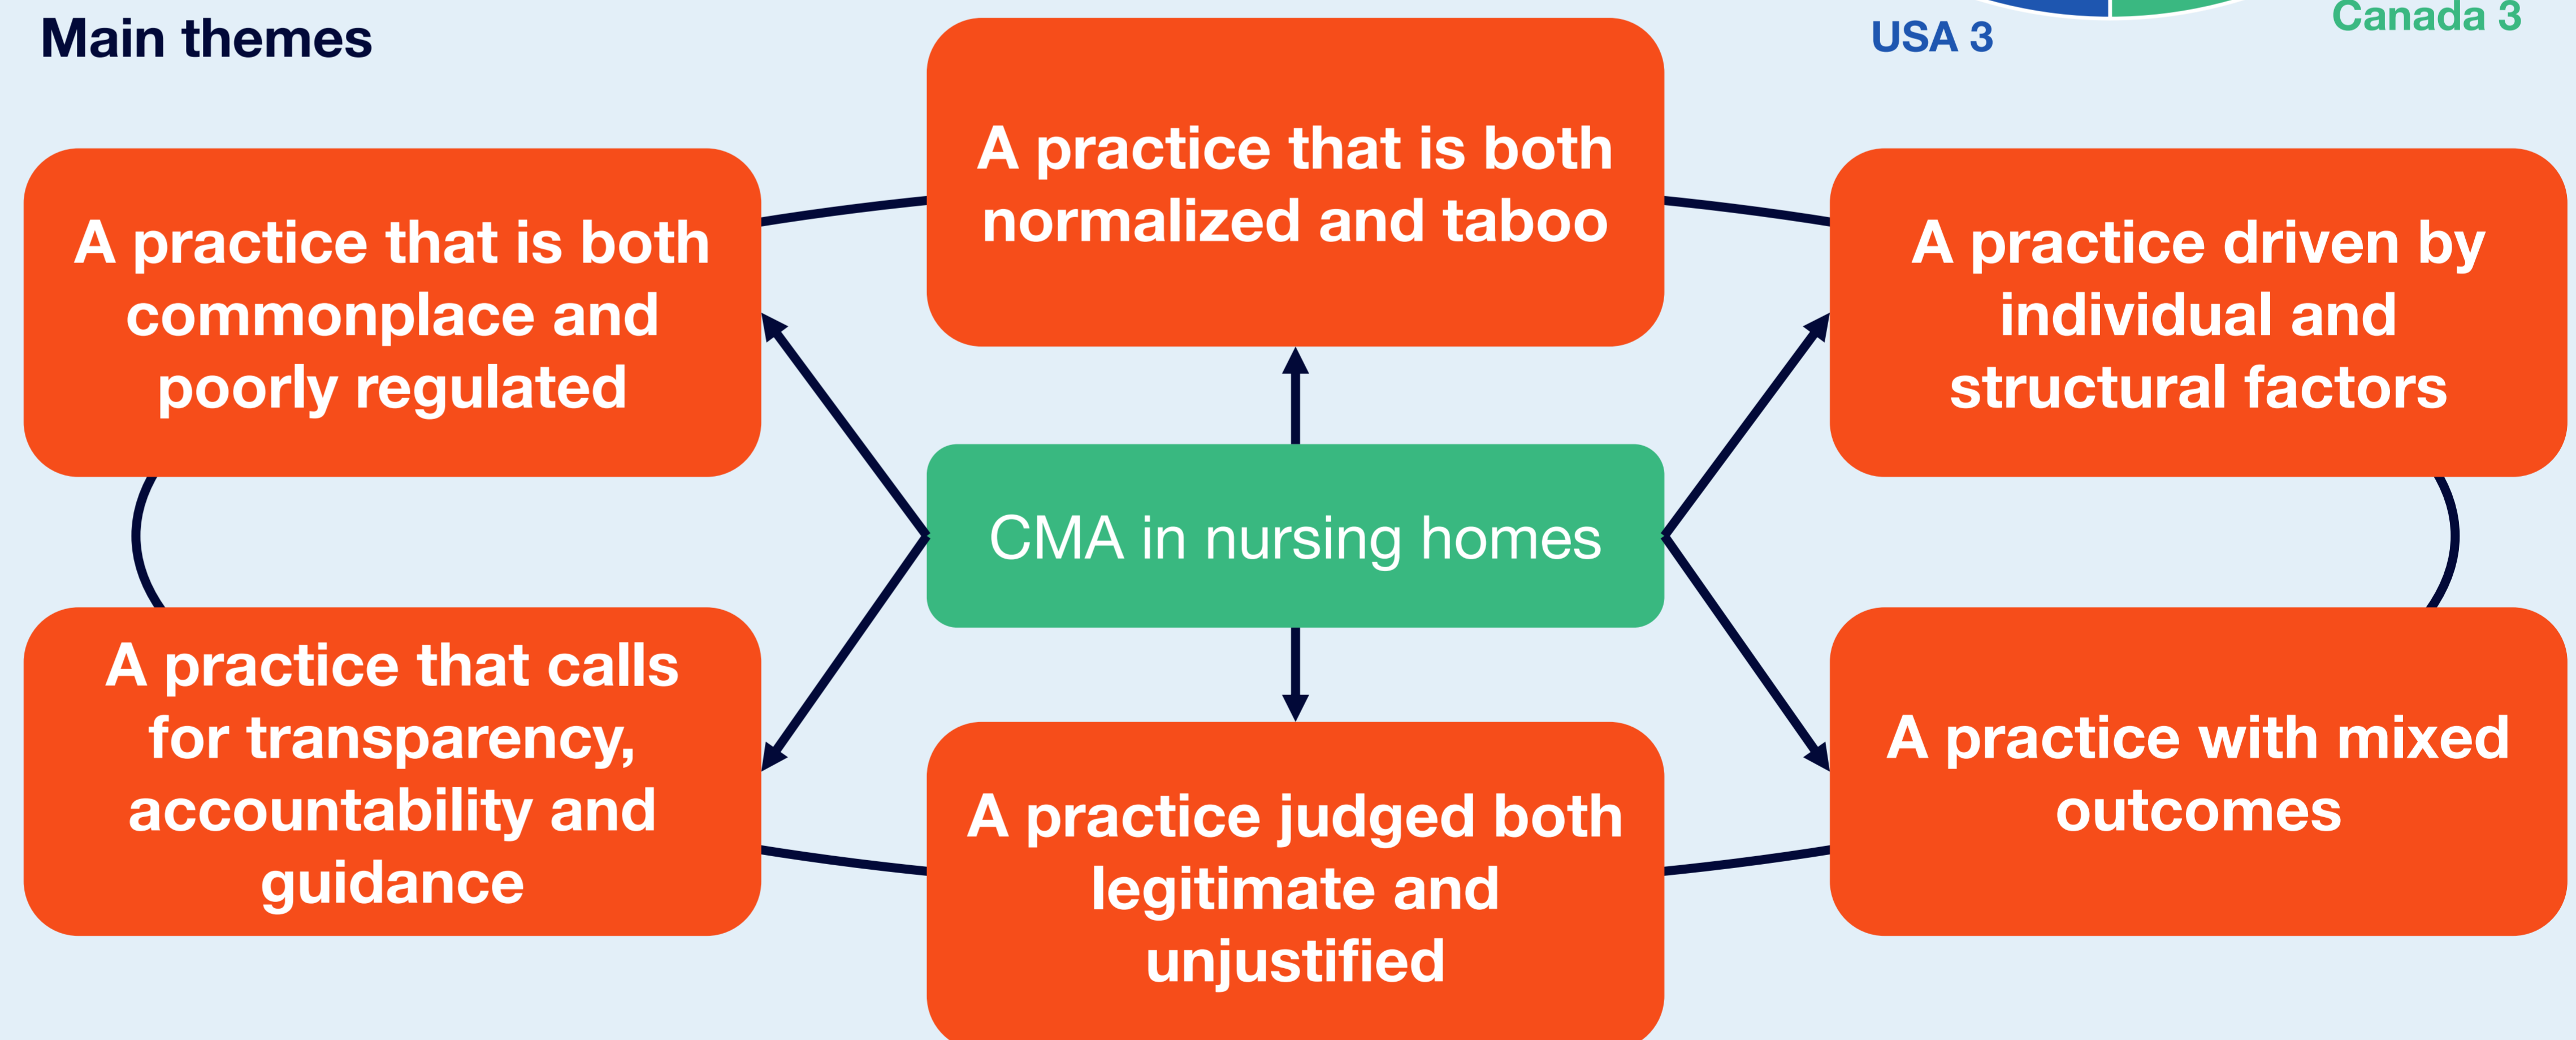 Main themes
USA 3
Canada 3
A practice that is both
normalized and taboo
A practice that is both
commonplace and
poorly regulated
A practice driven by
individual and
structural factors
CMA in nursing homes
A practice that calls
for transparency,
accountability and
guidance
A practice judged both
legitimate and
unjustified
A practice with mixed
outcomes